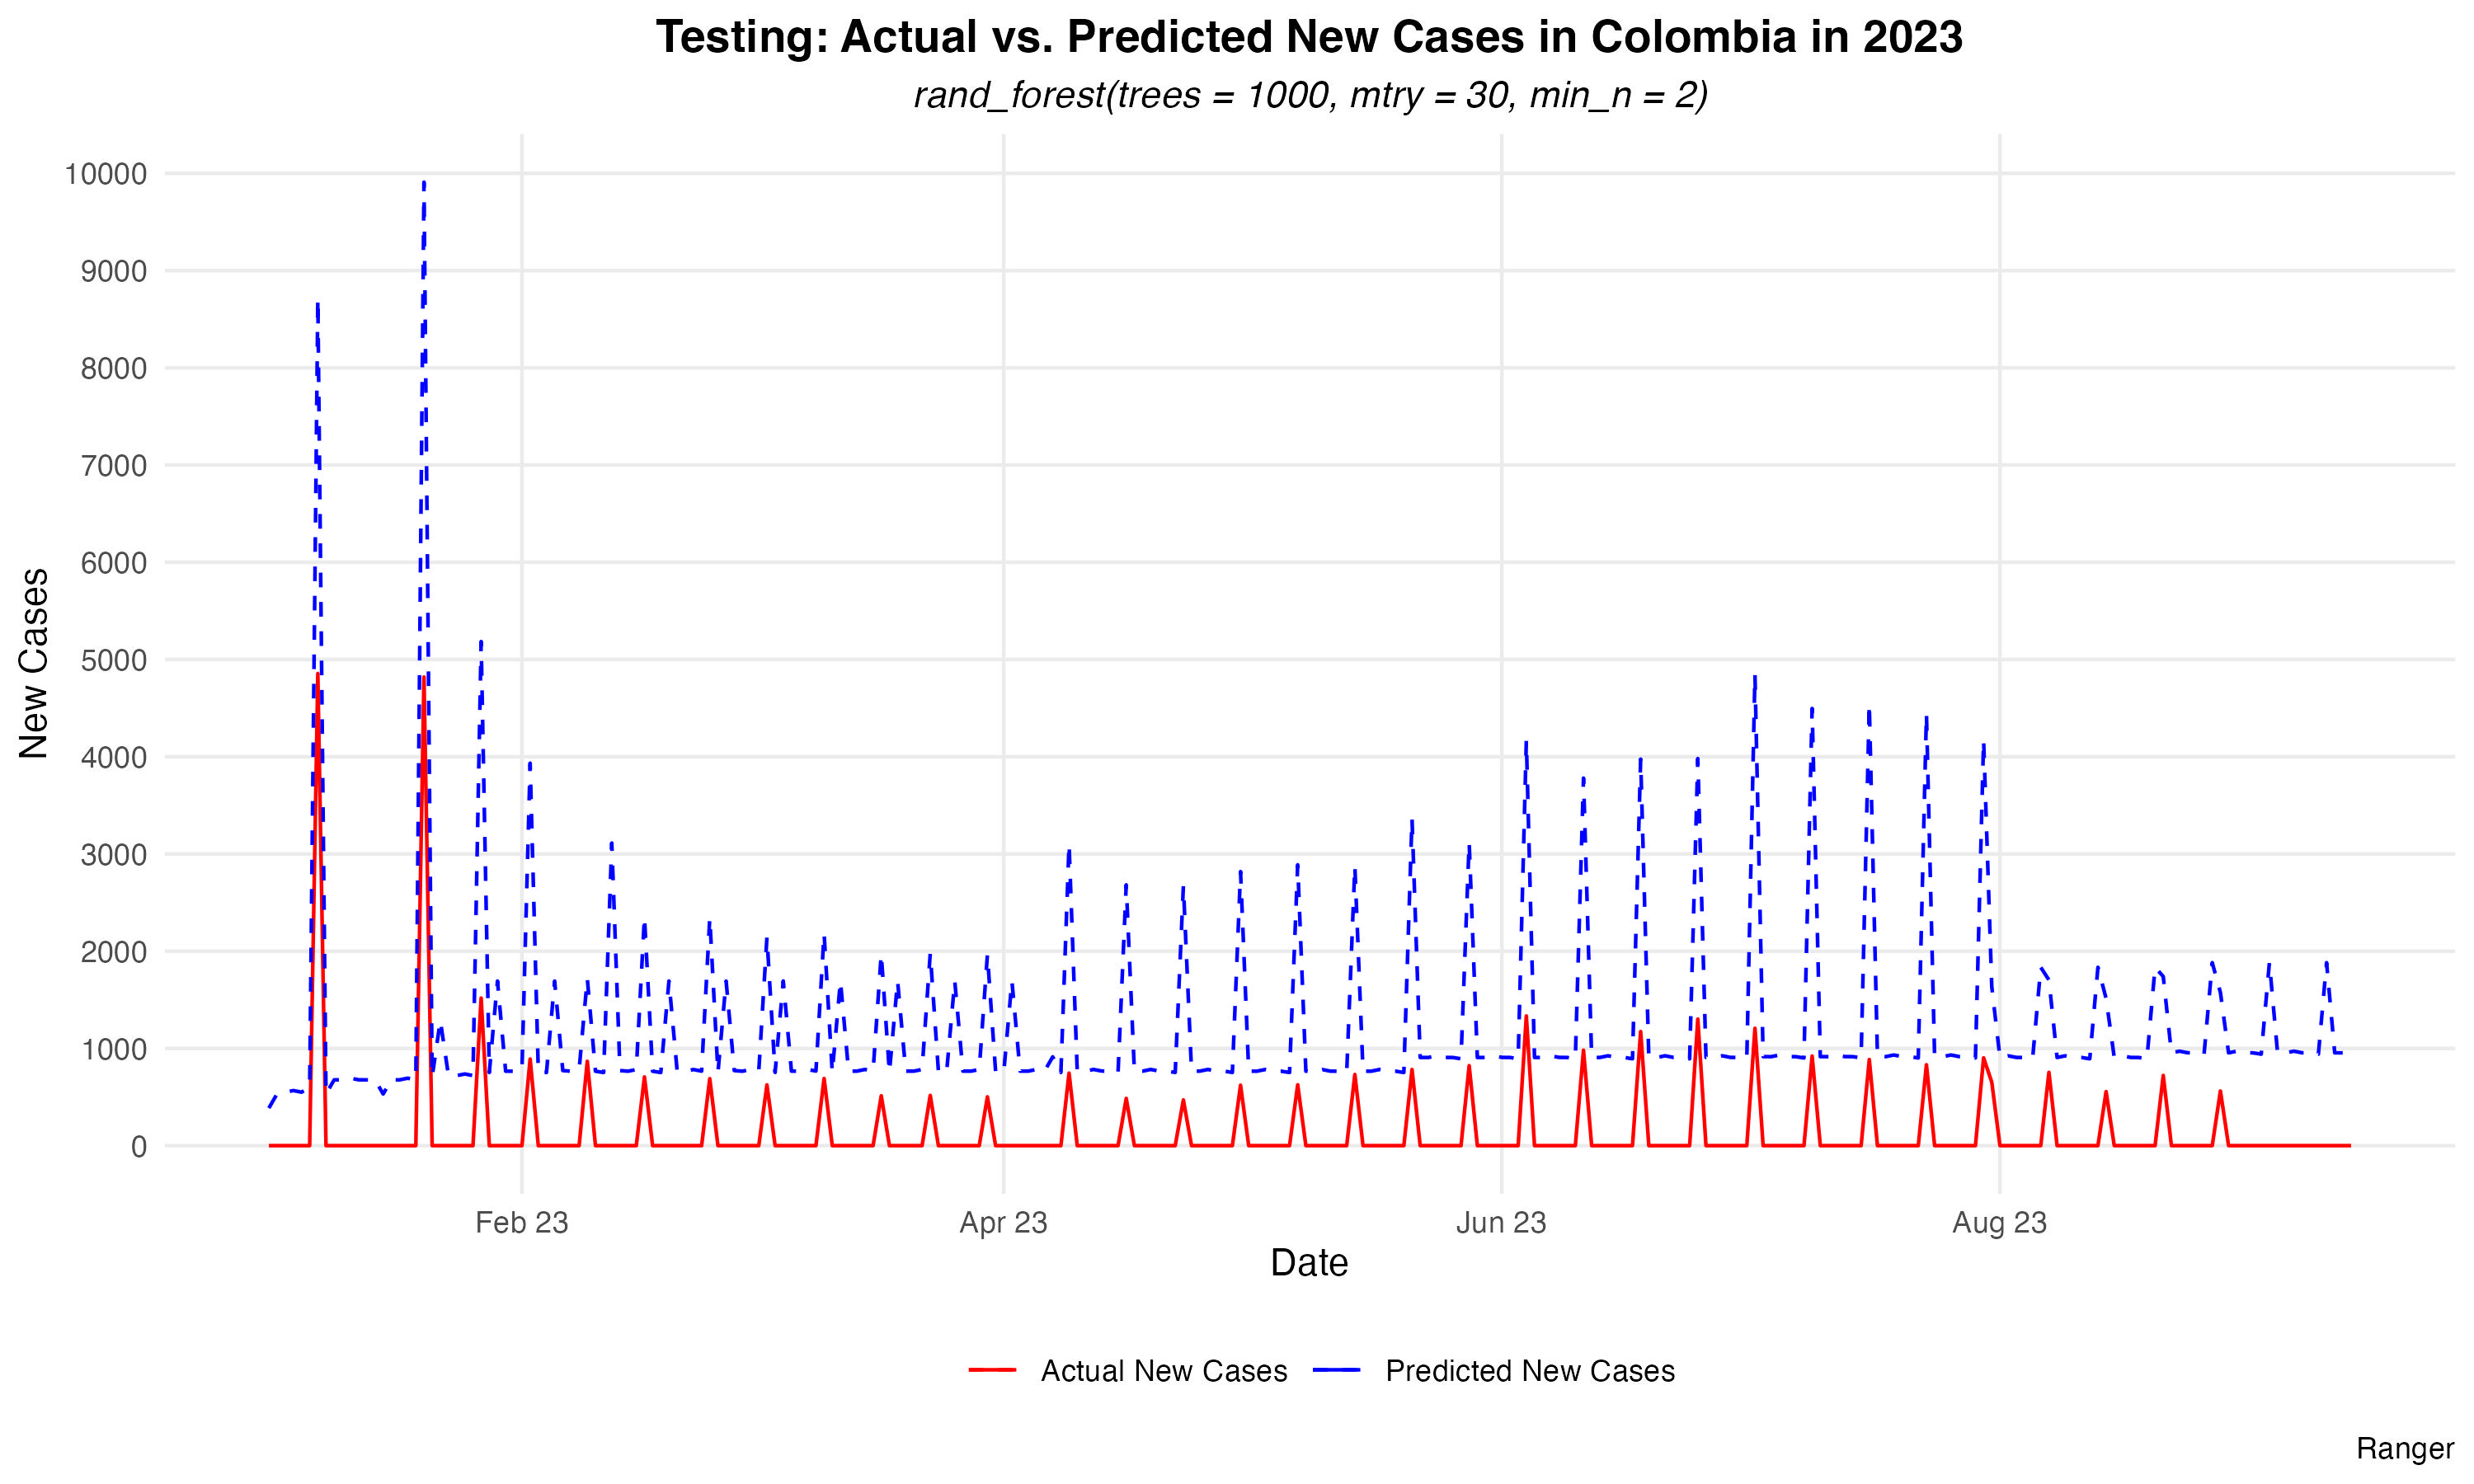 Testing: Actual vs. Predicted New Cases in Colombia in 2023
rand_forest(trees = 1000, mtry = 30, min_n = 2)
New Cases
10000
9000
8000
7000
6000
5000
4000
3000
2000
1000
0
Feb 23 Apr 23 Jun 23 Aug 23
Date
Actual New Cases Predicted New Cases
Ranger